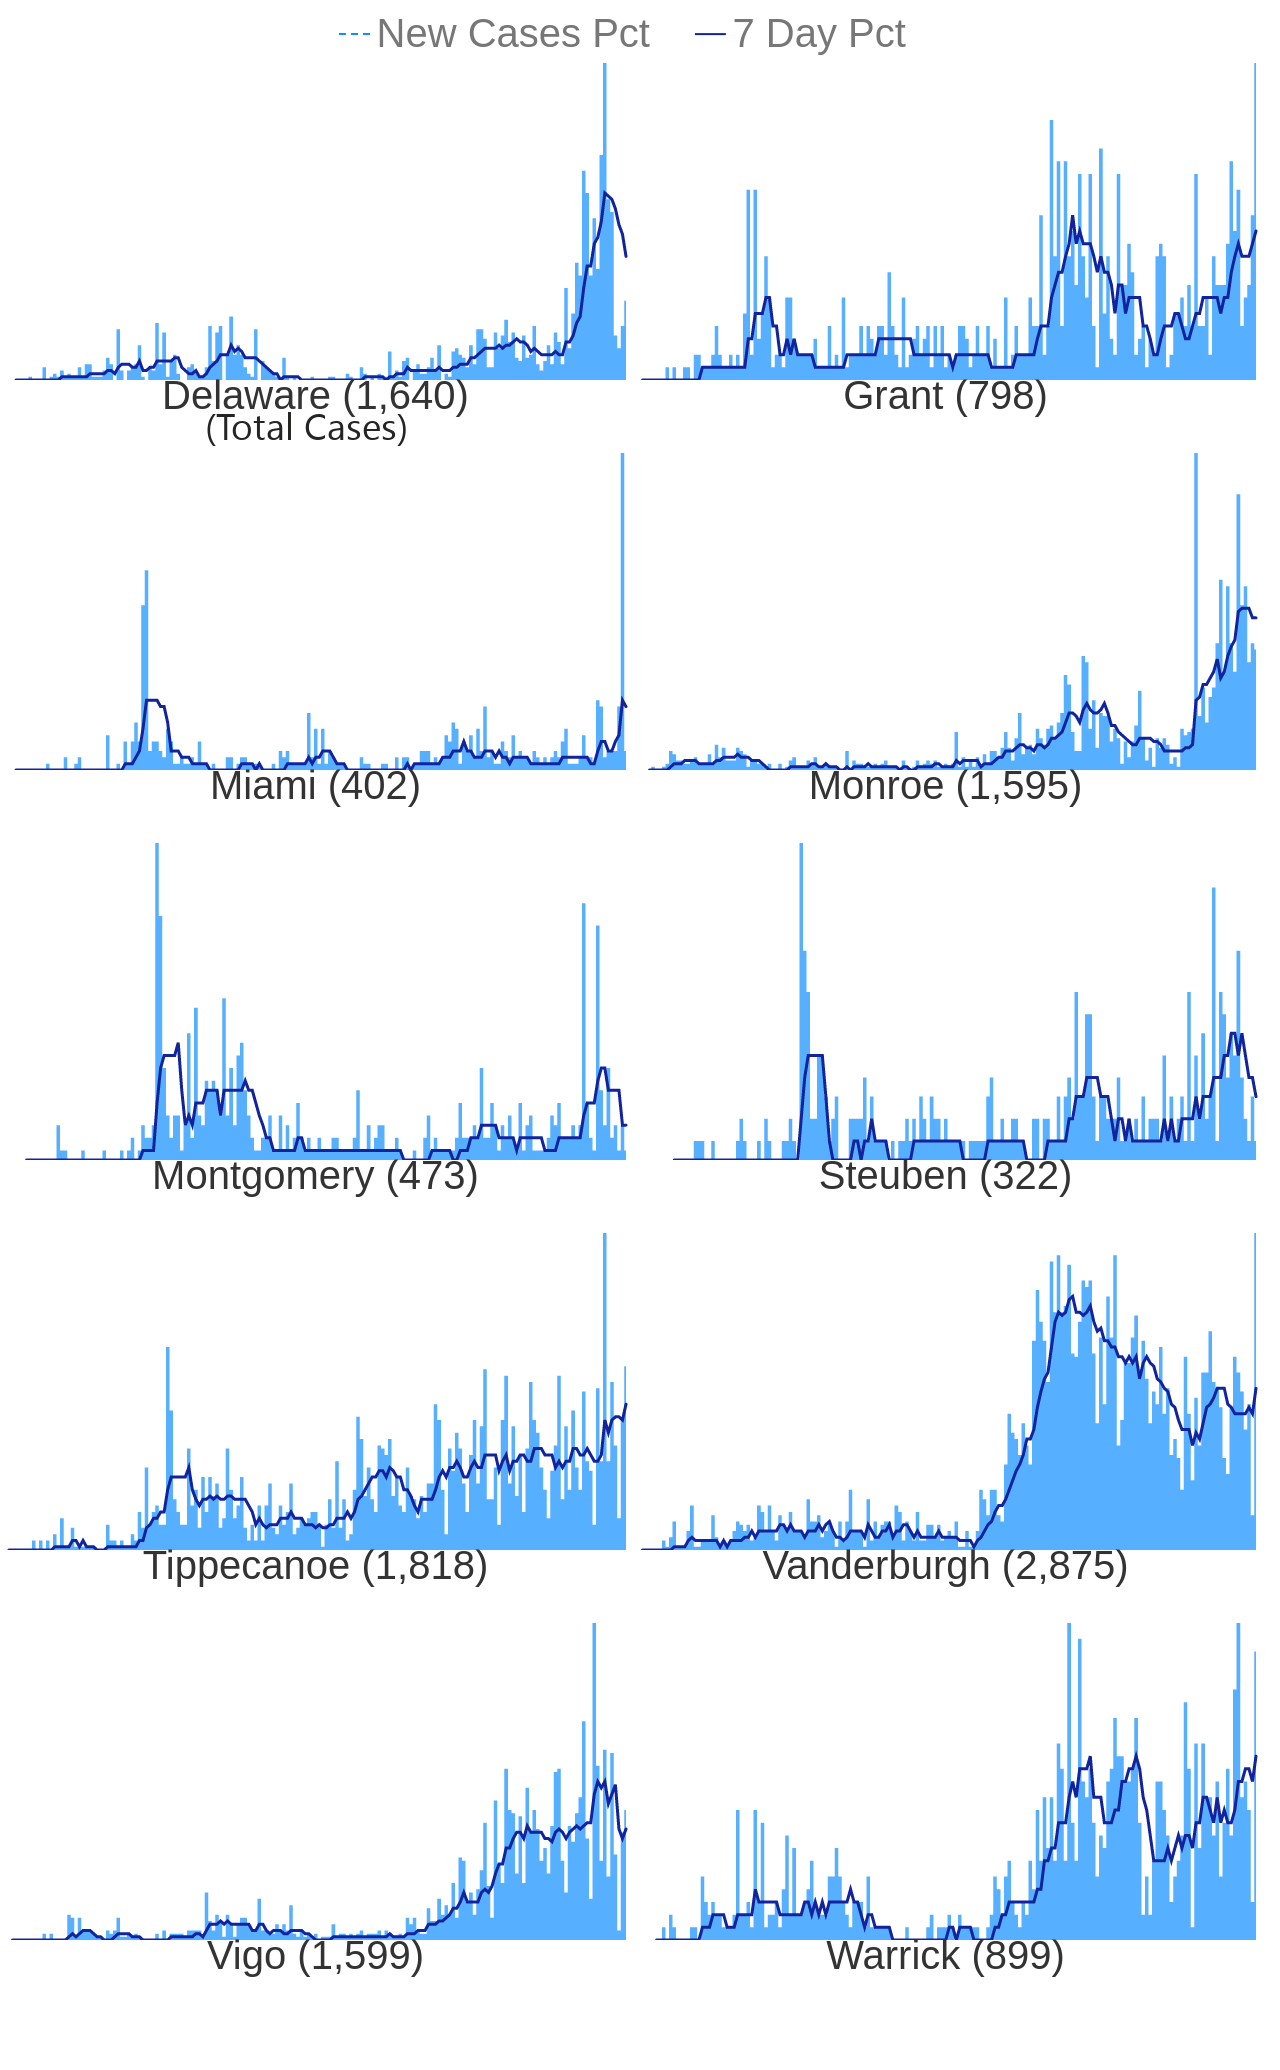 New Cases Pct 7 Day Pct
Delaware (1,640) Grant (798)
(Total Cases)
Miami (402) Monroe (1,595)
Montgomery (473) Steuben (322)
Tippecanoe (1,818) Vanderburgh (2,875)
Vigo (1,599) Warrick (899)